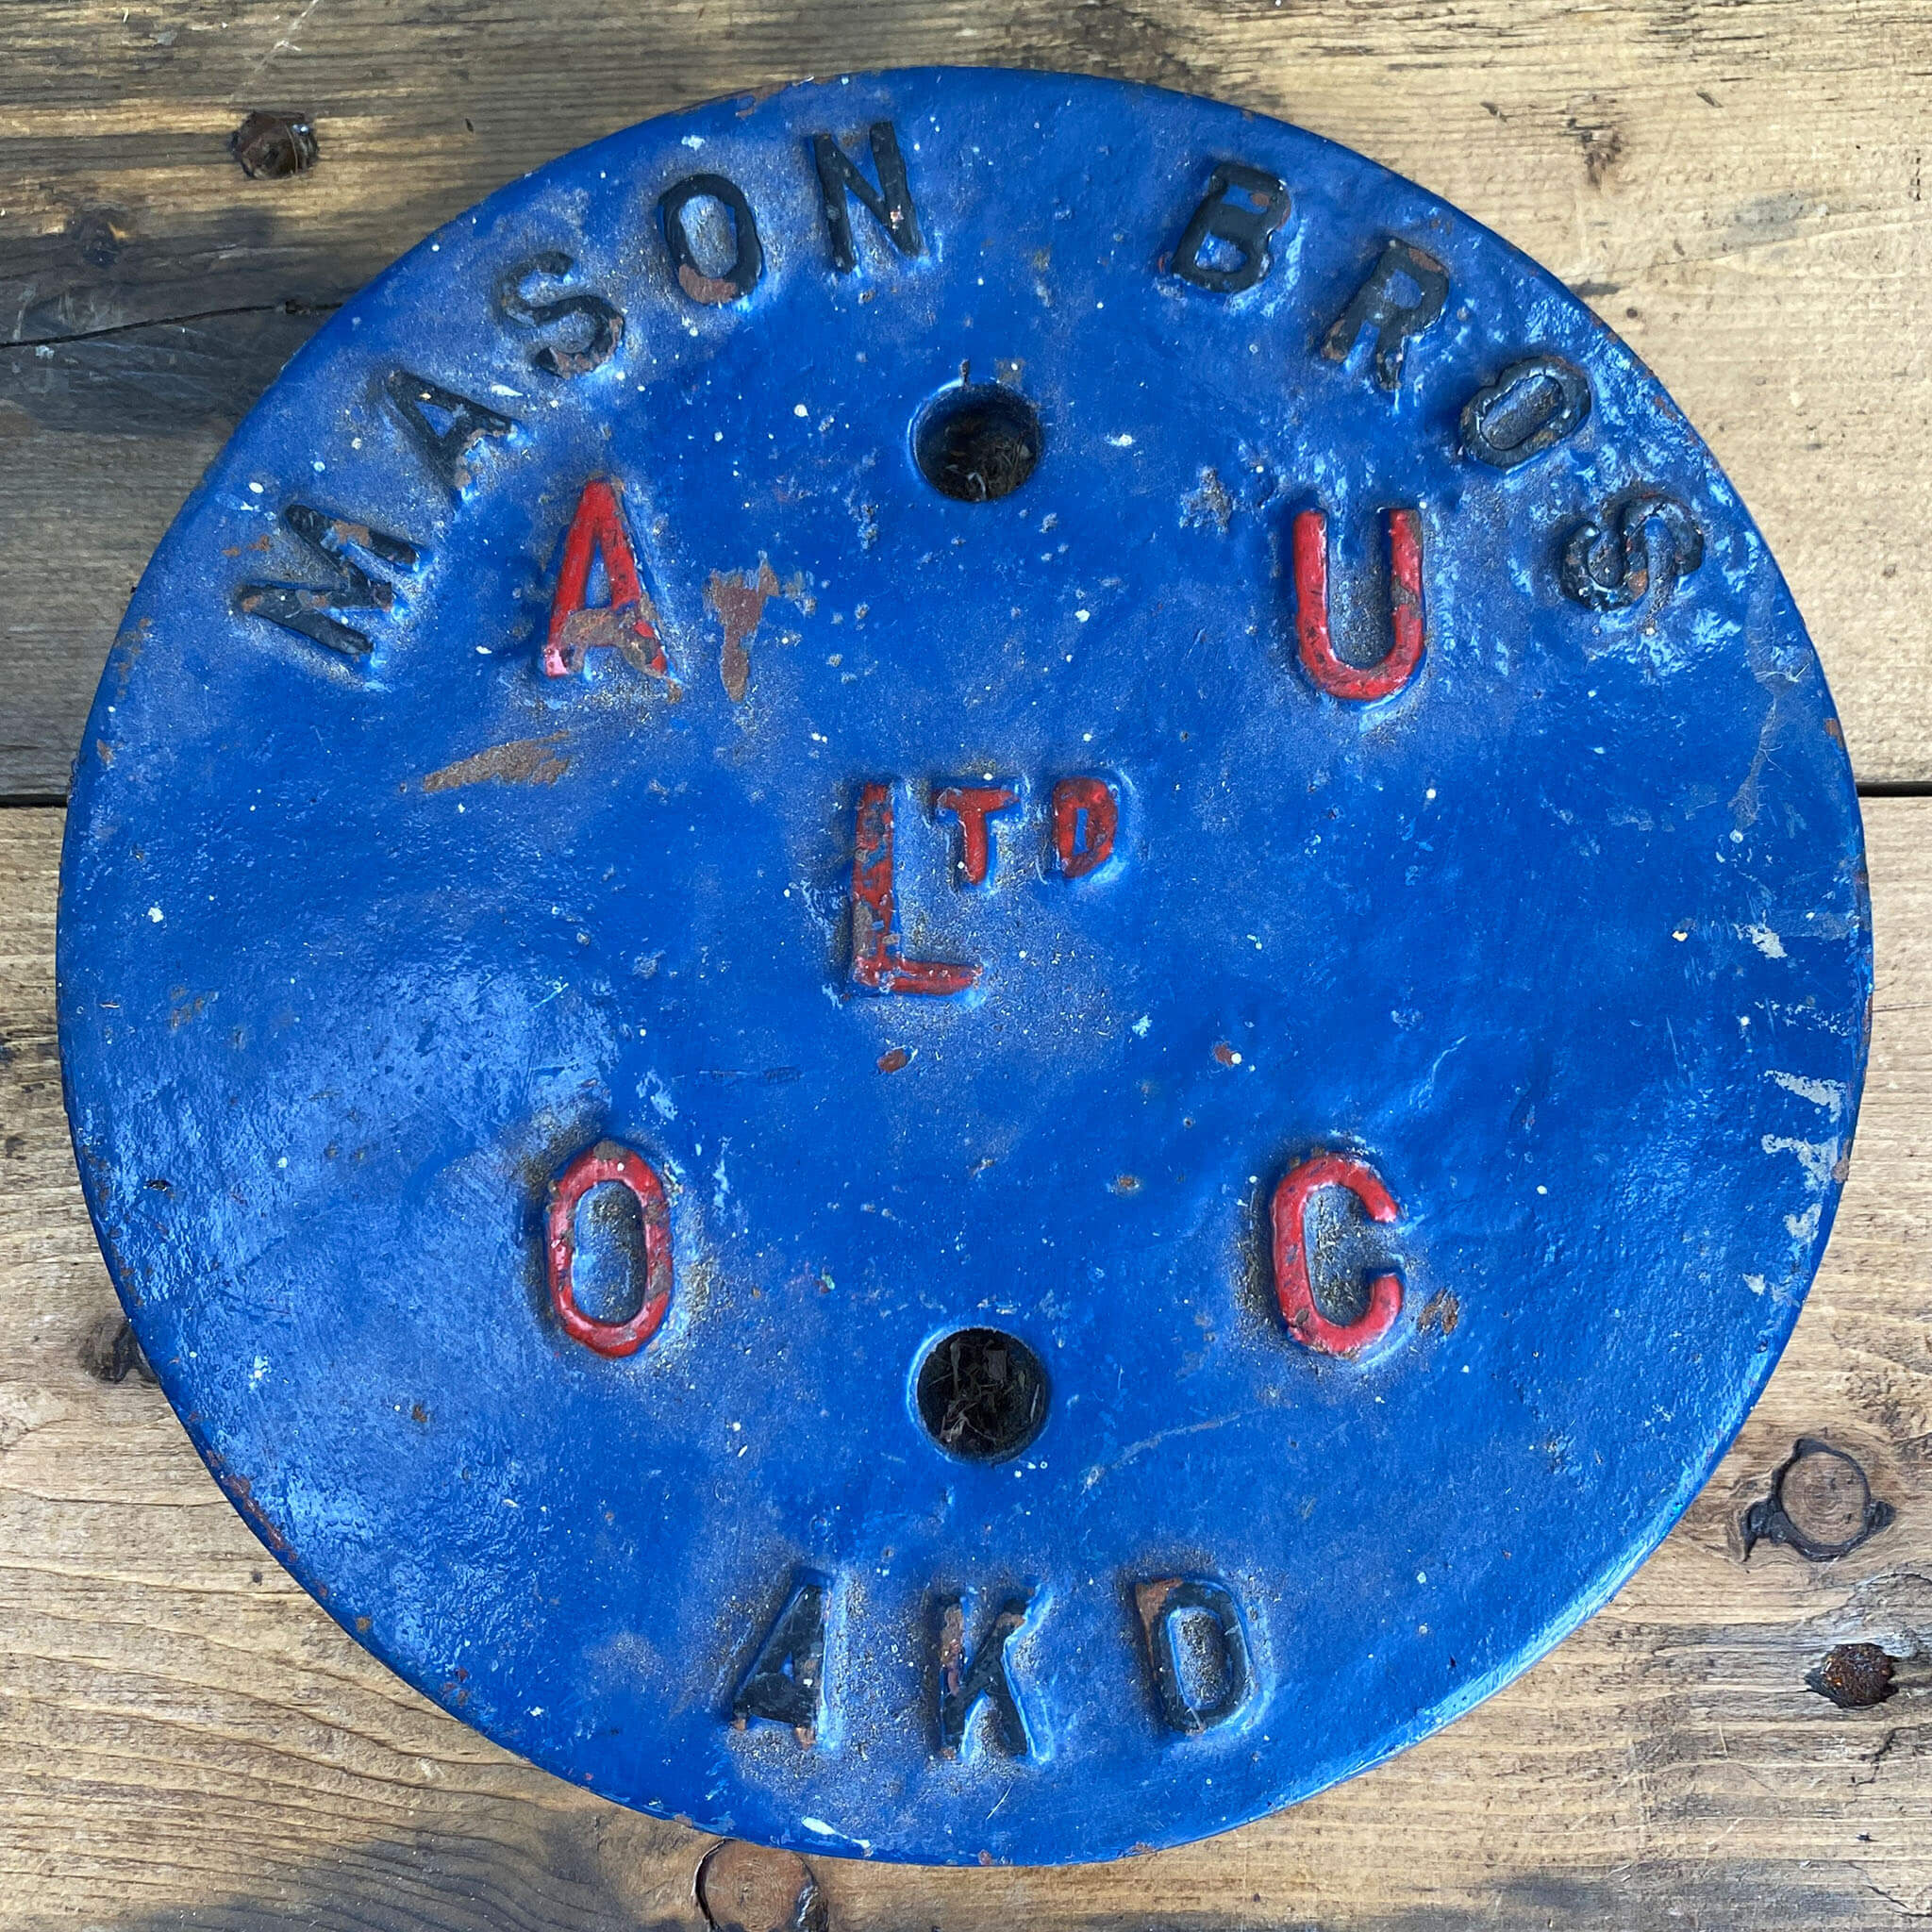 MASON BROS
A U
LTD
O C
AKD